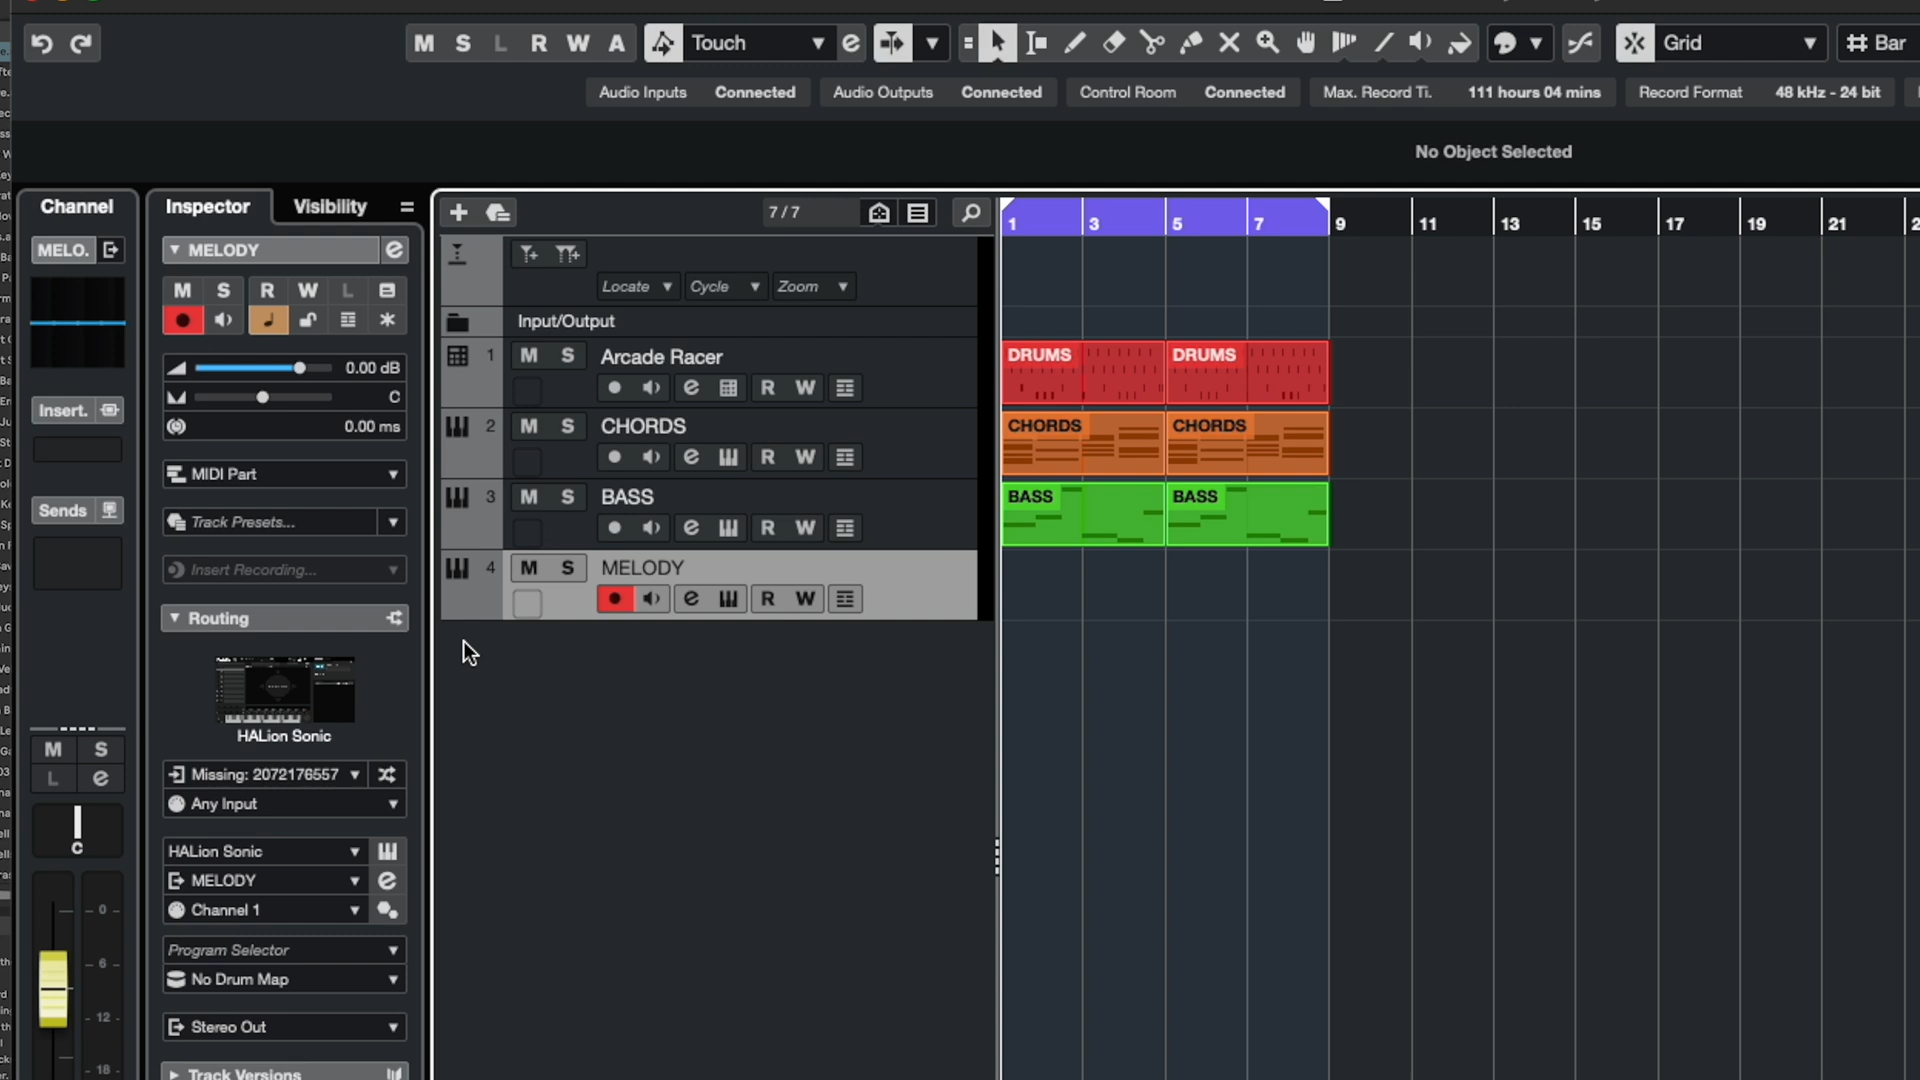 M S L R W A Touch e Grid Bar
Audio Inputs Connected Audio Outputs Connected Control Room Connected Max. Record Ti. 111 hours 04 mins Record Format 48 kHz - 24 bit
No Object Selected
Channel Inspector Visibility
7 / 7
1 3 5 7 9 11 13 15 17 19 21
MELO. MELODY e
M S R W L
Locate Cycle Zoom
Input/Output
1 M S Arcade Racer
e R W
DRUMS DRUMS
0.00 dB
C
0.00 ms
Insert.
2 M S CHORDS
e R W
CHORDS CHORDS
MIDI Part
Sends
Track Presets...
3 M S BASS
e R W
BASS BASS
Insert Recording...
4 M S MELODY
e R W
Routing
HALion Sonic
M S
L e
C
Missing: 2072176557
Any Input
HALion Sonic
MELODY e
Channel 1
Program Selector
No Drum Map
Stereo Out
Track Versions
0
6
12
18